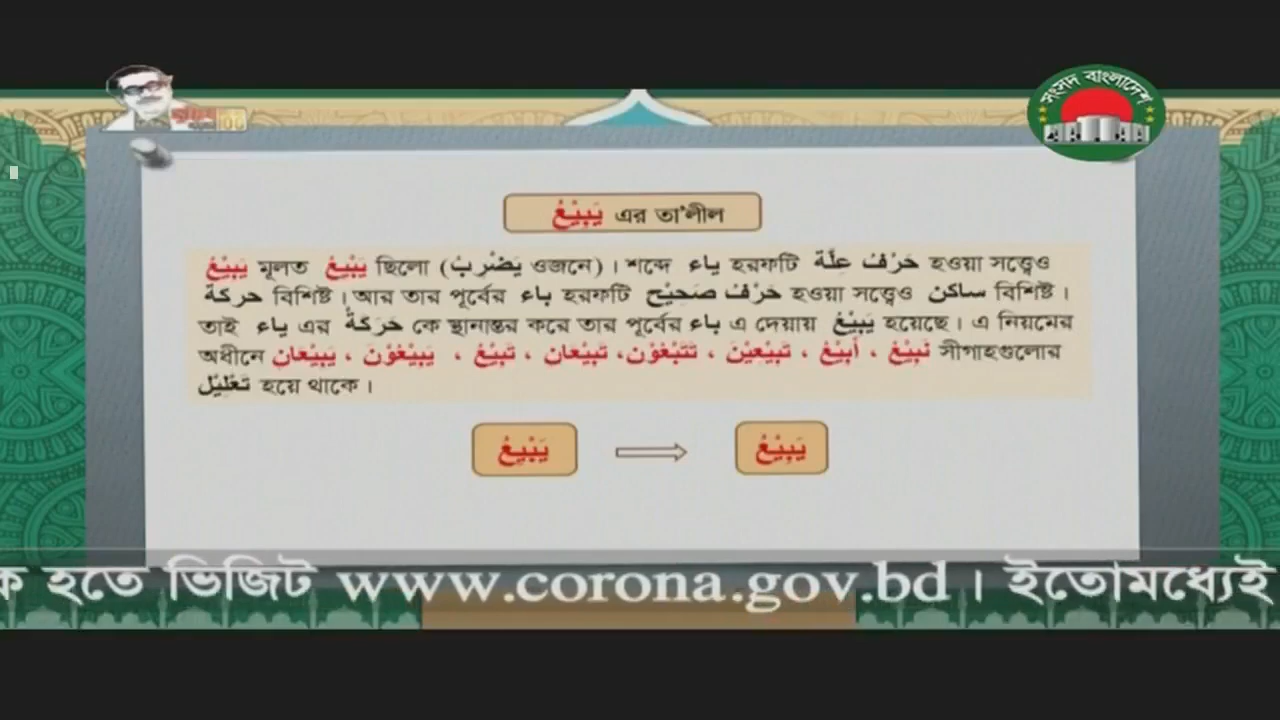 সংসদ বাংলাদেশ
يَبِيْعُ এর তা'লীল
يَبِيْعُ মূলত يَبْيِعُ ছিলো (يَضْرِبُ ওজনে)। শব্দে ياء হরফটি حَرْفُ عِلَّة হওয়া সত্ত্বেও
حركة বিশিষ্ট। আর তার পূর্বের باء হরফটি حَرْفُ صَحِيْح হওয়া সত্ত্বেও ساكن বিশিষ্ট।
তাই ياء এর حَرَكَةُ কে স্থানান্তর করে তার পূর্বের باء এ দেয়ায় يَبِيْعُ হয়েছে। এ নিয়মের
অধীনে يَبِيْعَانِ ، يَبِيْعُوْنَ ، تَبِيْعُ ، تَبِيْعَانِ ، تَبِيْعُوْنَ، تَبِيْعِيْنَ ، أَبِيْعُ ، نَبِيْعُ সীগাহগুলোর
تَعْلِيْل হয়ে থাকে।
يَبْيِعُ ⇒ يَبِيْعُ
ক হতে ভিজিট www.corona.gov.bd । ইতোমধ্যেই